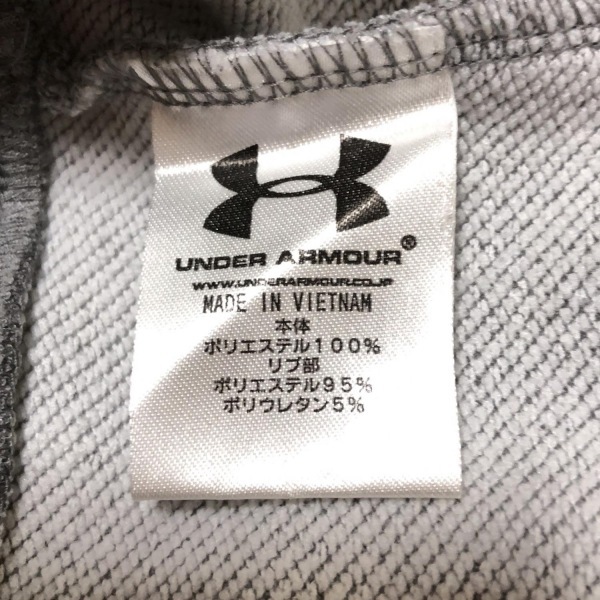 UNDER ARMOUR®
WWW.UNDERARMOUR.CO.JP
MADE IN VIETNAM
本体
ポリエステル100%
リブ部
ポリエステル95%
ポリウレタン5%